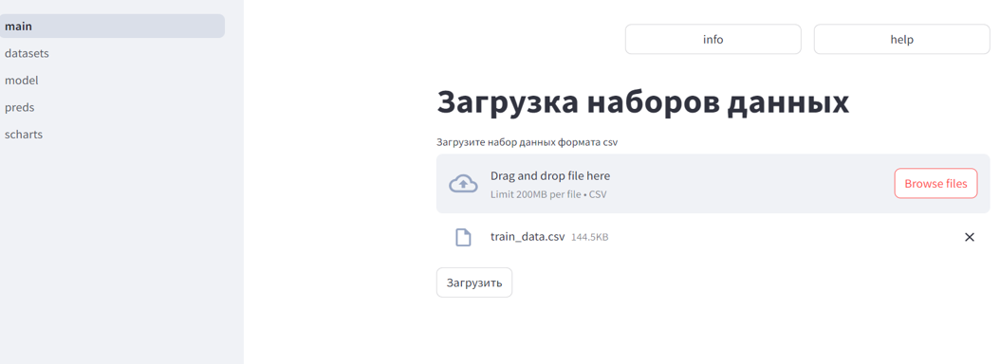 main
datasets
model
preds
scharts
info
help
Загрузка наборов данных
Загрузите набор данных формата csv
Drag and drop file here
Limit 200MB per file • CSV
Browse files
train_data.csv 144.5KB
Загрузить